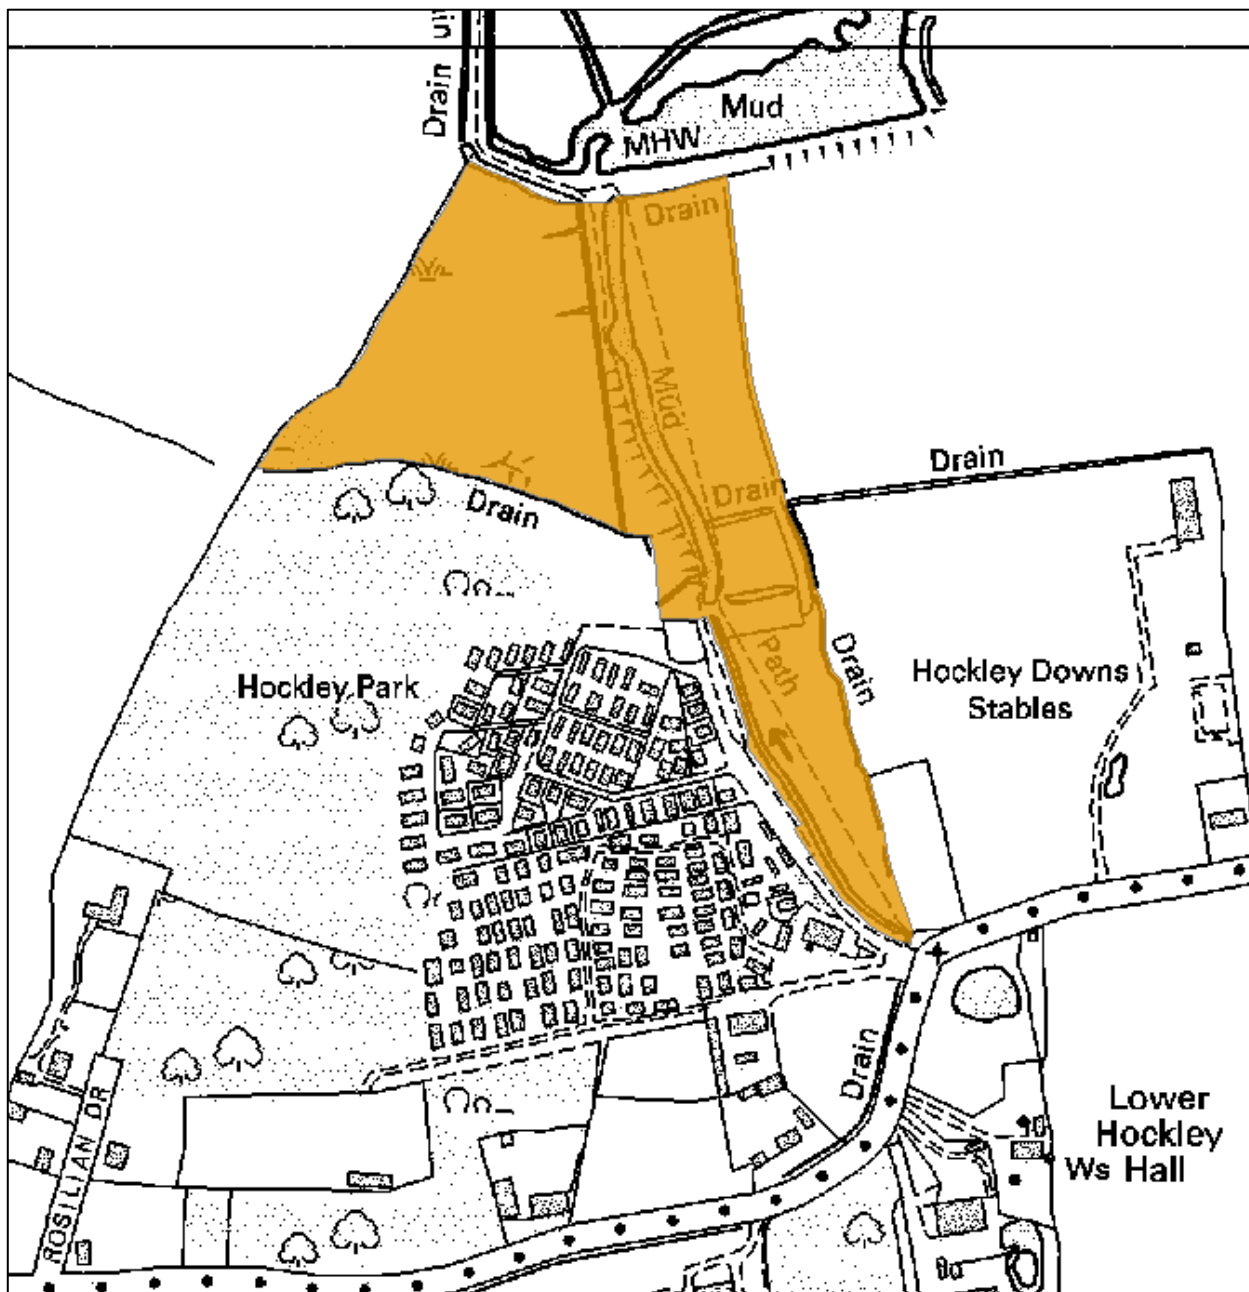 Drain
Mud
MHW
Drain
Mud
Drain
Drain
Drain
Path
Drain
Hockley Downs
Stables
Hockley Park
Drain
Lower
Hockley
Hall
Ws
ROSILIAN DR